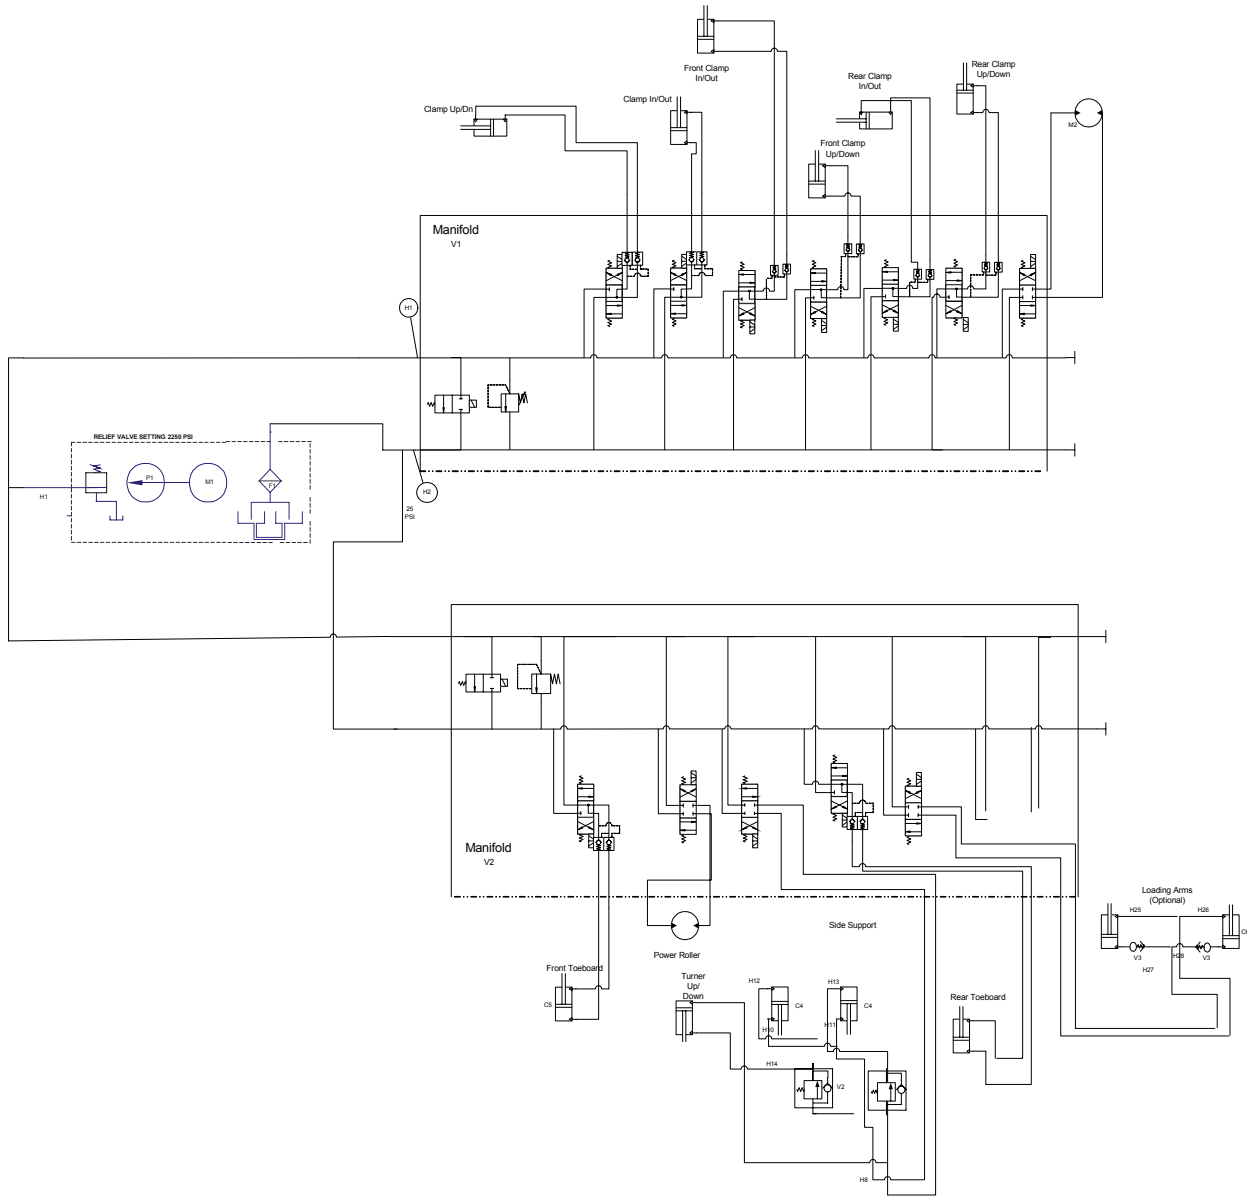 Front Clamp
In/Out
Rear Clamp
Up/Down
Rear Clamp
In/Out
Clamp In/Out
Clamp Up/Dn
M2
Front Clamp
Up/Down
Manifold
V1
H1
RELIEF VALVE SETTING 2250 PSI
P1
M1
F1
H1
H2
25
PSI
Manifold
V2
Loading Arms
(Optional)
H25
H26
Side Support
V3
H28
V3
H27
Power Roller
Front Toeboard
Turner
Up/
Down
H12
H13
C5
C4
C4
Rear Toeboard
H10
H11
H14
V2
H8